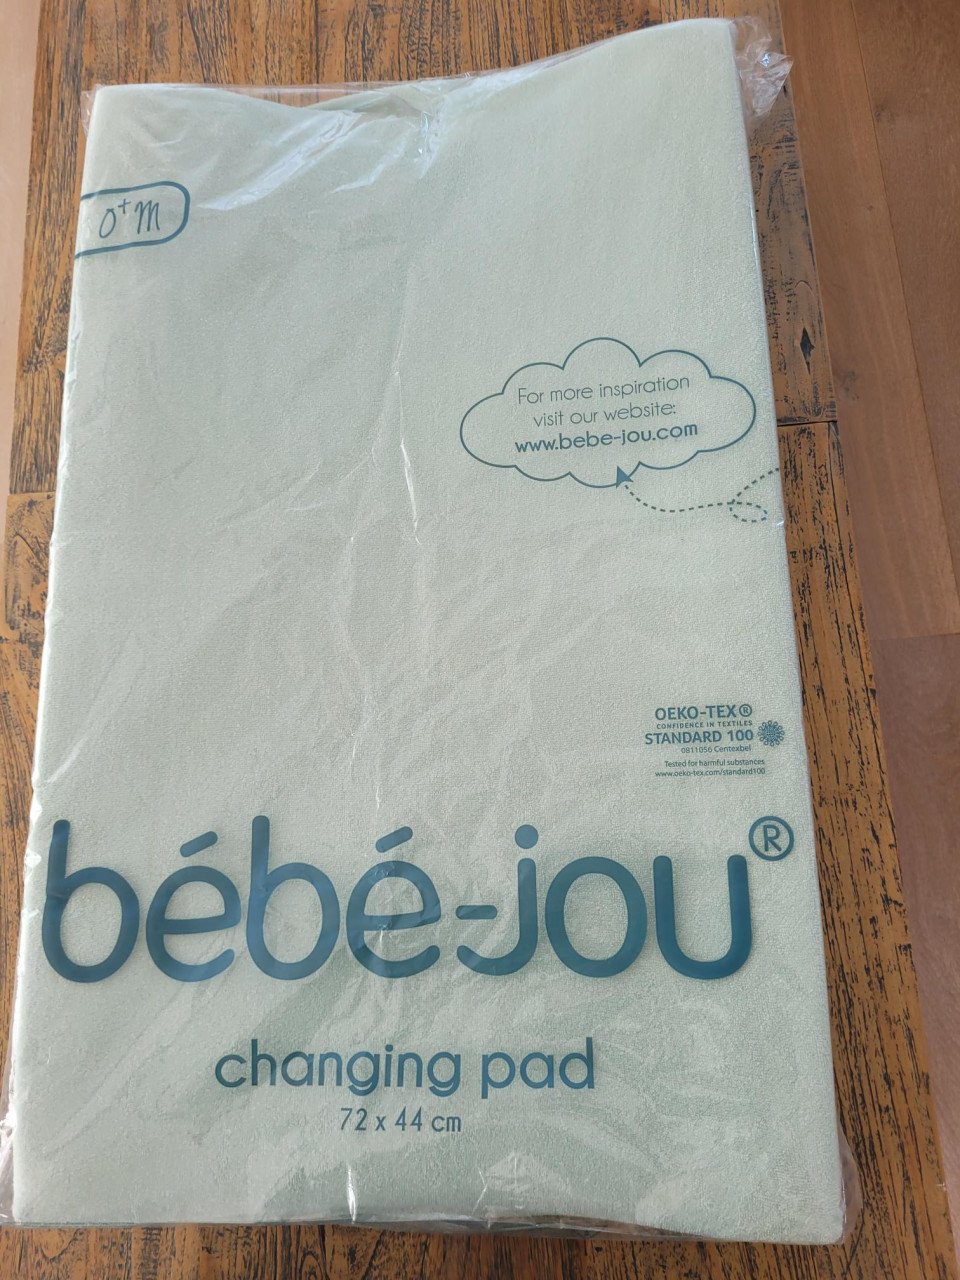 0+M
For more inspiration
visit our website:
www.bebe-jou.com
OEKO-TEX®
CONFIDENCE IN TEXTILES
STANDARD 100
0811056 Centexbel
Tested for harmful substances
www.oeko-tex.com/standard100
bébé-jou®
changing pad
72 x 44 cm